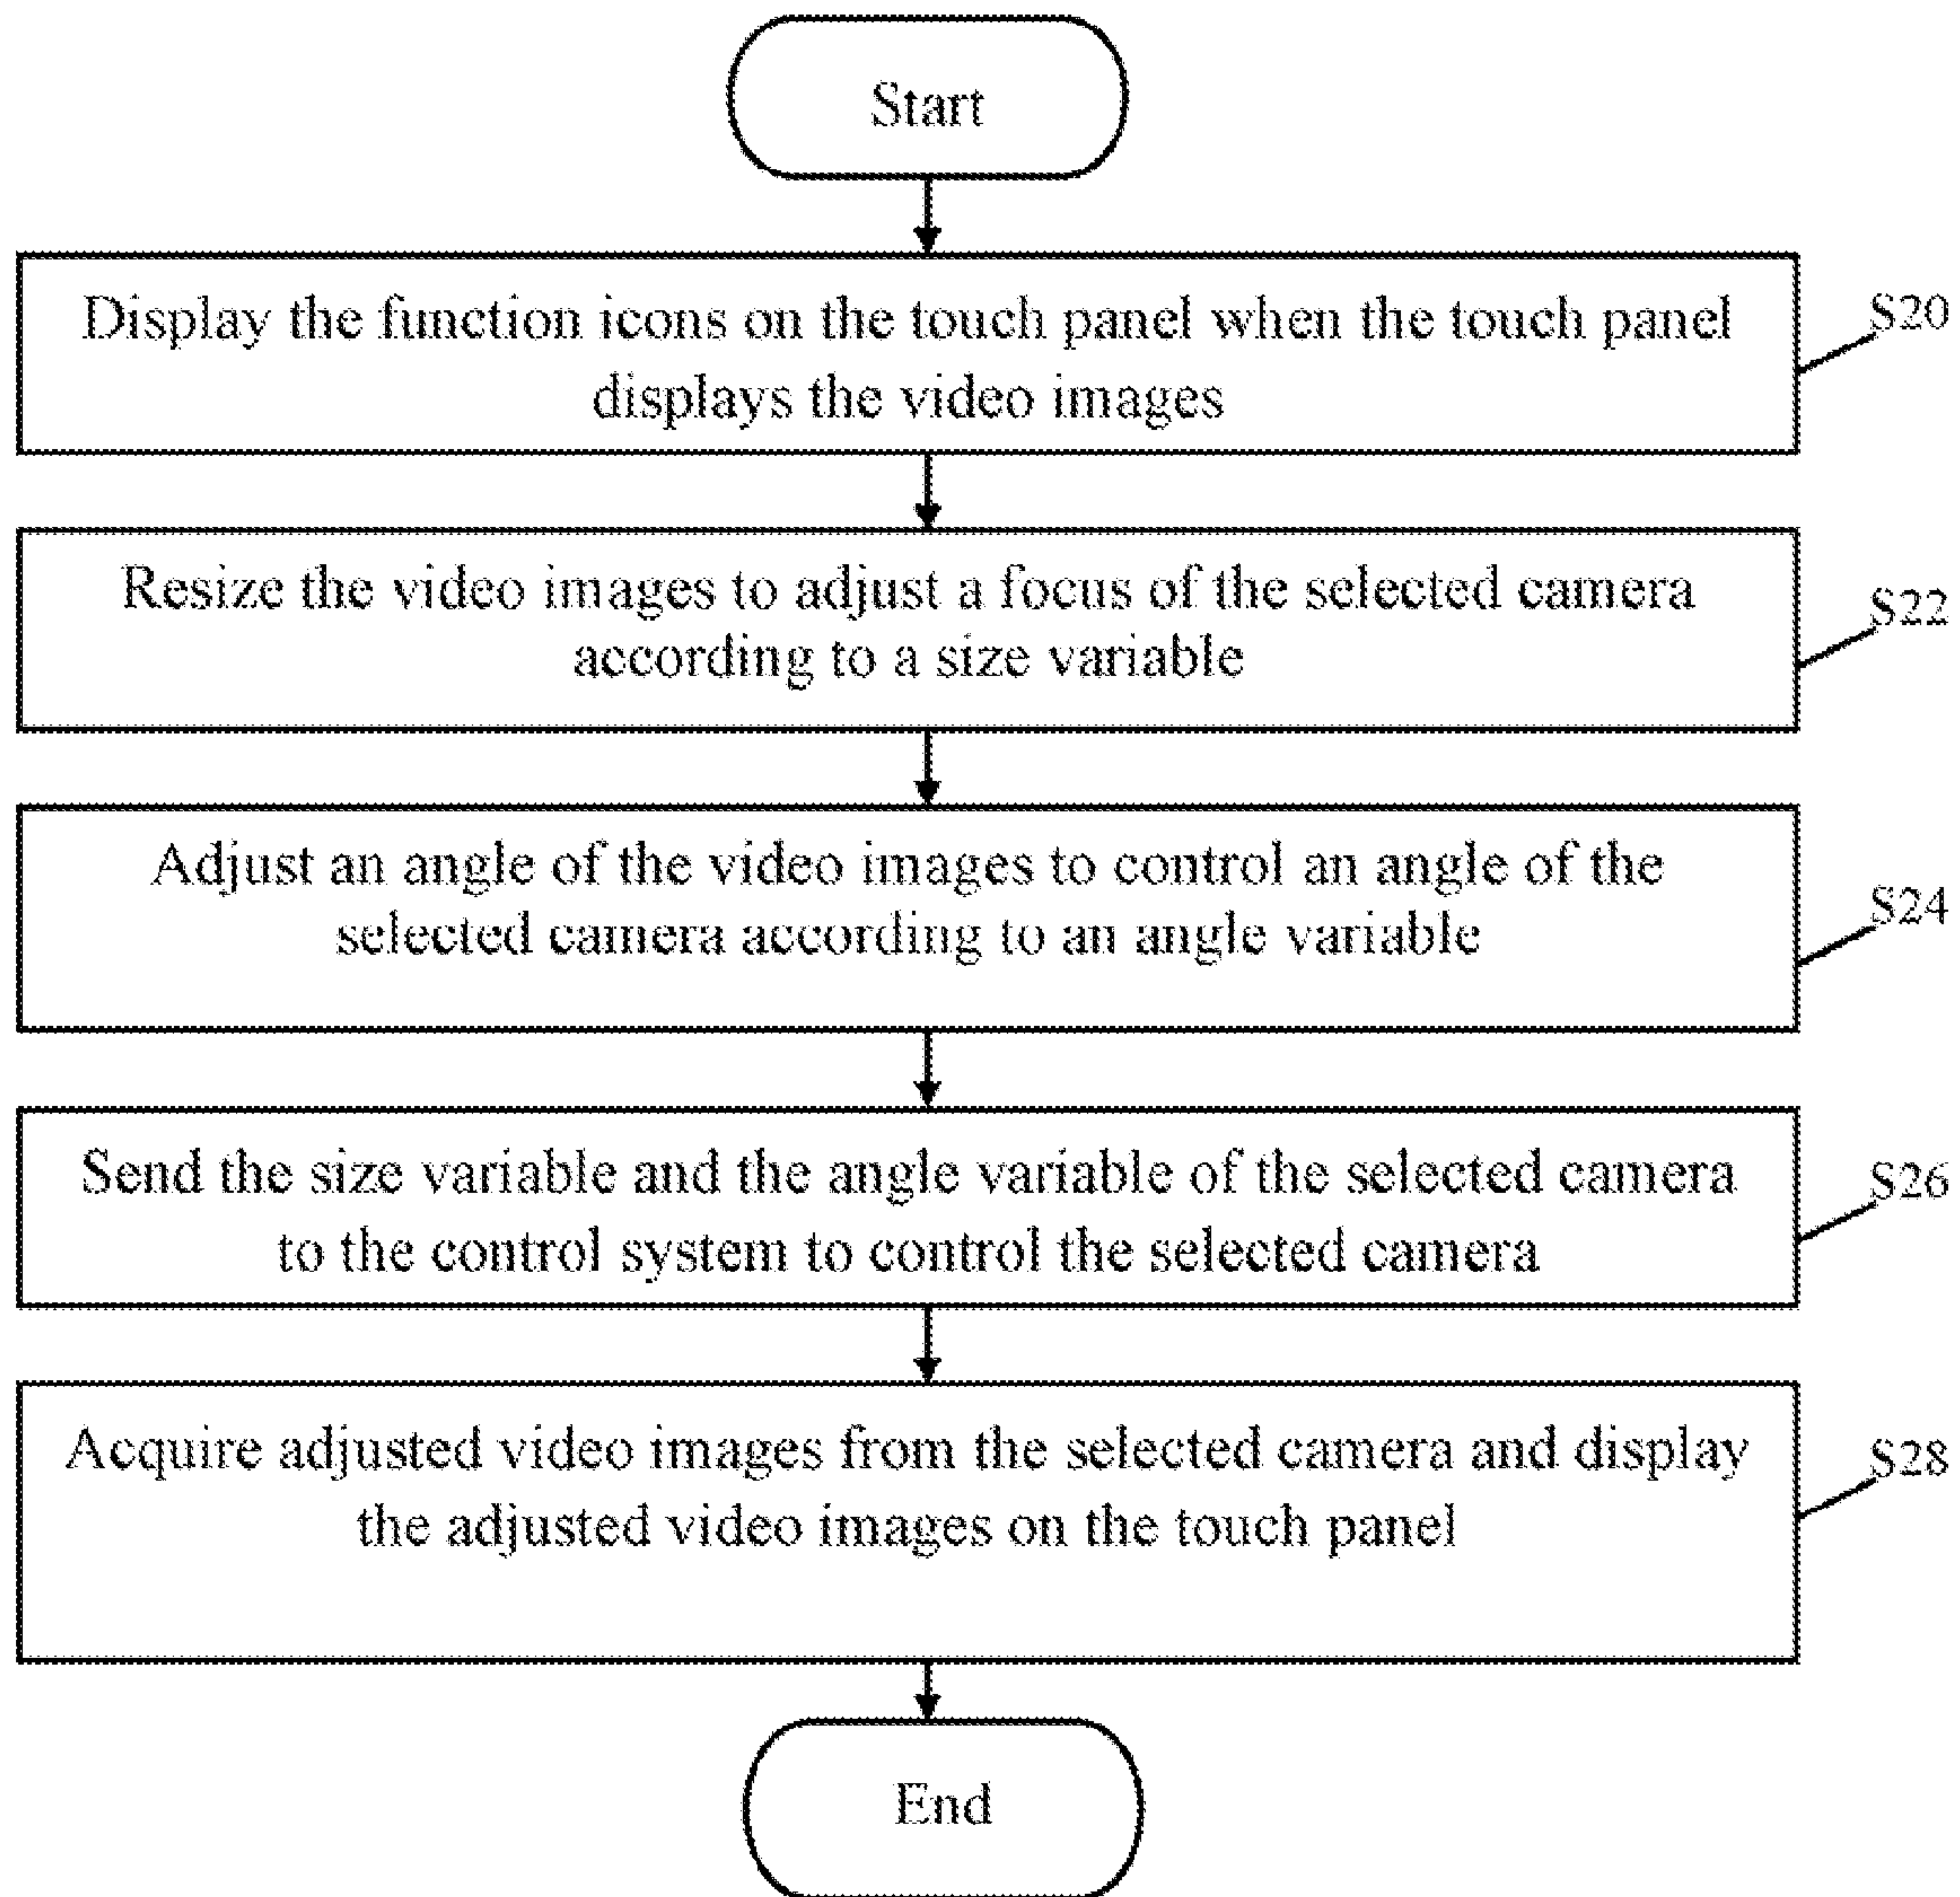 Start
Display the function icons on the touch panel when the touch panel
displays the video images
S20
Resize the video images to adjust a focus of the selected camera
according to a size variable
S22
Adjust an angle of the video images to control an angle of the
selected camera according to an angle variable
S24
Send the size variable and the angle variable of the selected camera
to the control system to control the selected camera
S26
Acquire adjusted video images from the selected camera and display
the adjusted video images on the touch panel
S28
End